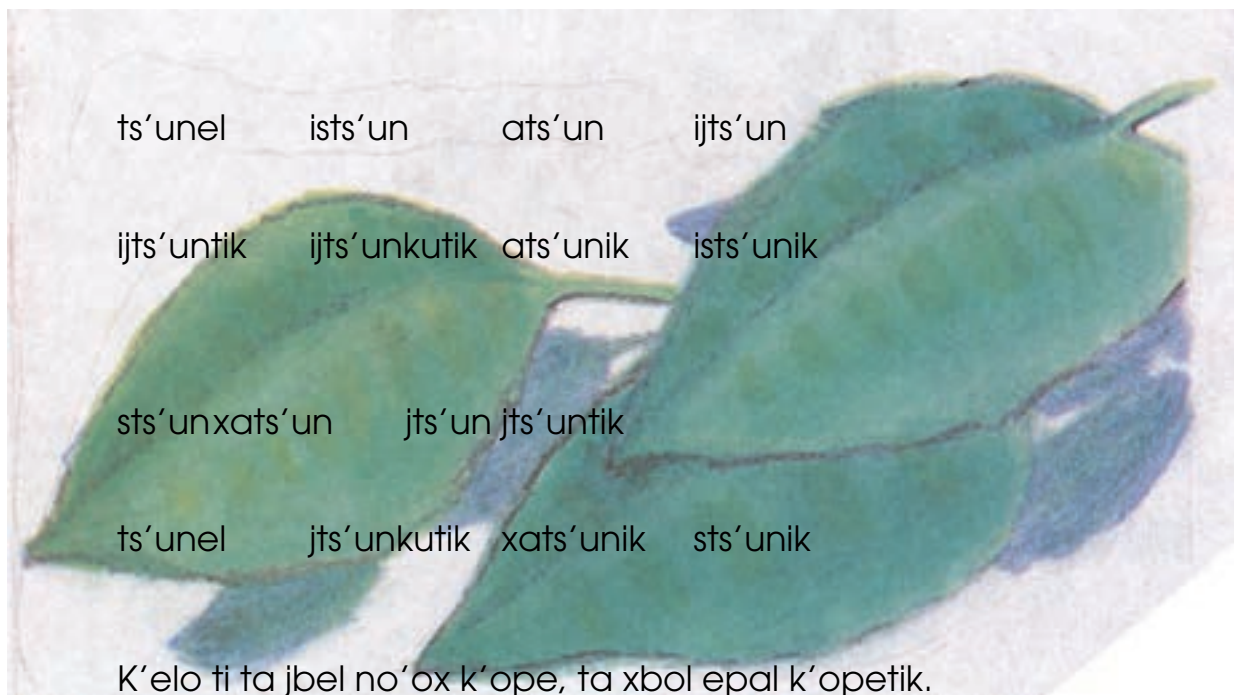 ts’unel ists’un ats’un ijts’un
ijts’untik ijts’unkutik ats’unik ists’unik
sts’un xats’un jts’un jts’untik
ts’unel jts’unkutik xats’unik sts’unik
K’elo ti ta jbel no’ox k’ope, ta xbol epal k’opetik.